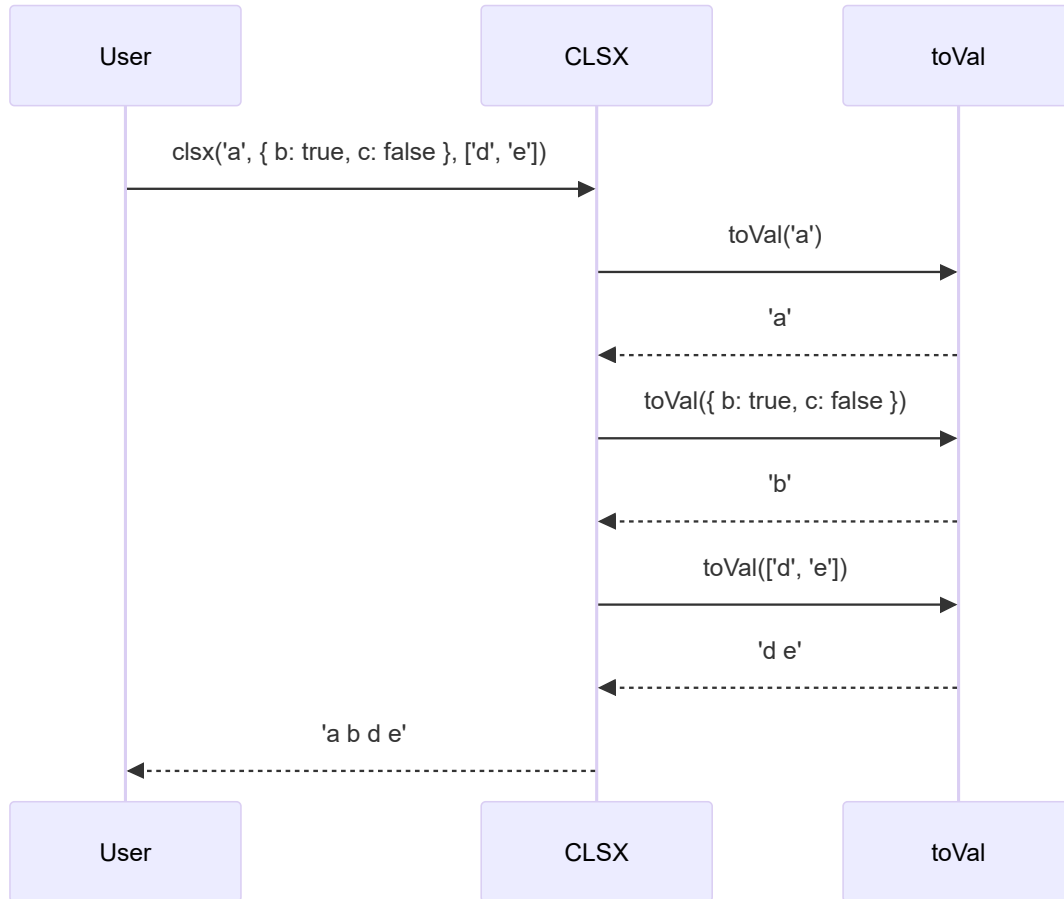 User CLSX toVal
clsx('a', { b: true, c: false }, ['d', 'e'])
toVal('a')
'a'
toVal({ b: true, c: false })
'b'
toVal(['d', 'e'])
'd e'
'a b d e'
User CLSX toVal